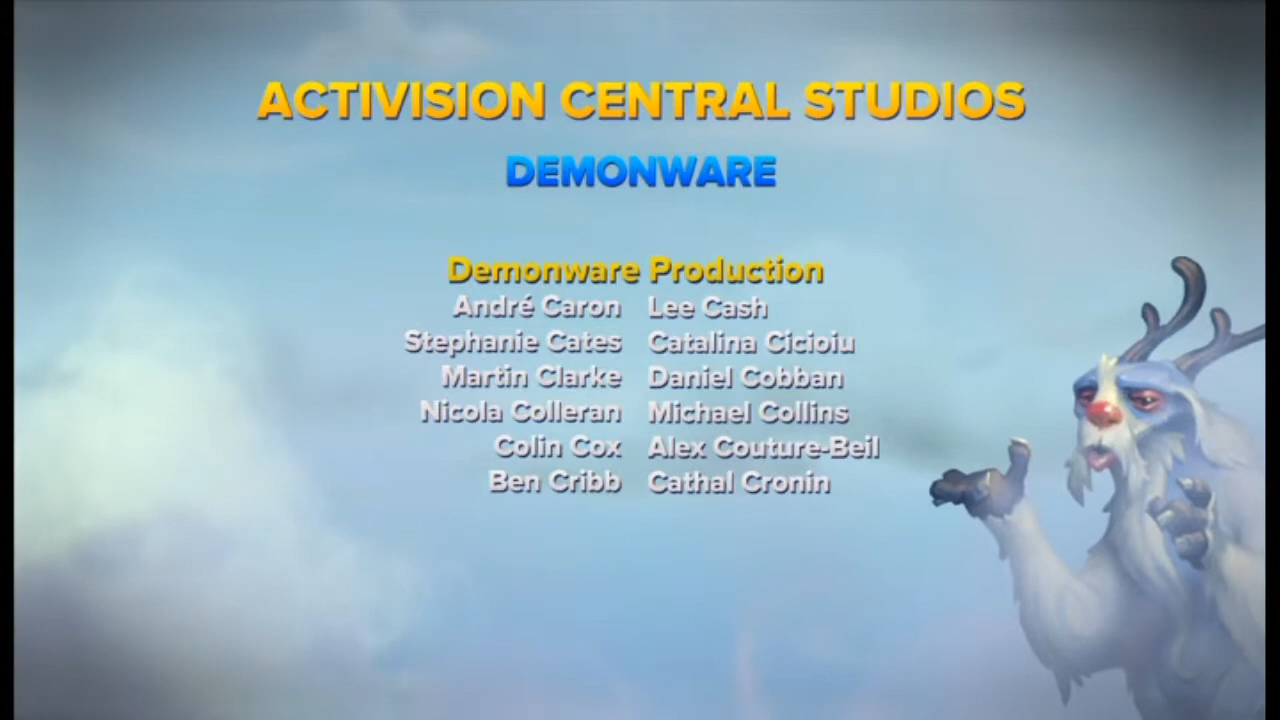 ACTIVISION CENTRAL STUDIOS
DEMONWARE
Demonware Production
André Caron Lee Cash
Stephanie Cates Catalina Cicioiu
Martin Clarke Daniel Cobban
Nicola Colleran Michael Collins
Colin Cox Alex Couture-Beil
Ben Cribb Cathal Cronin